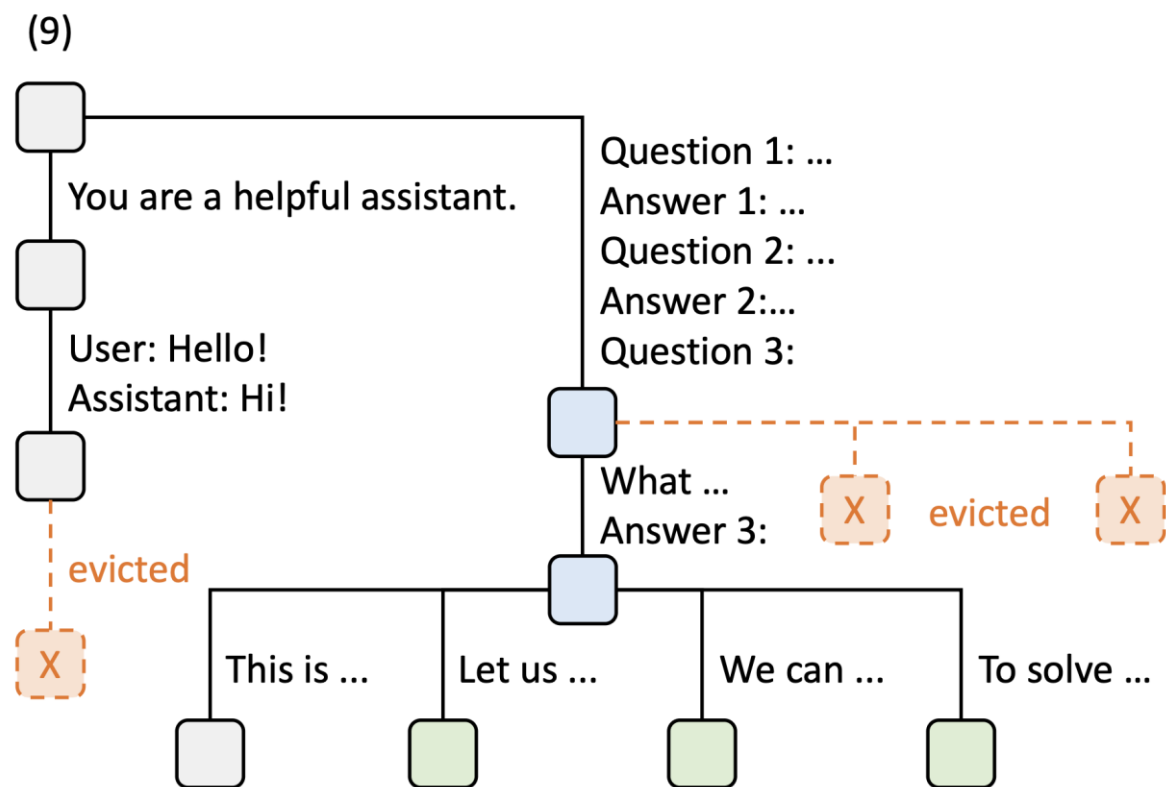 (9)
You are a helpful assistant.
User: Hello!
Assistant: Hi!
evicted
X
Question 1: ...
Answer 1: ...
Question 2: ...
Answer 2:...
Question 3:
What ...
Answer 3:
X
evicted
X
This is ...
Let us ...
We can ...
To solve ...